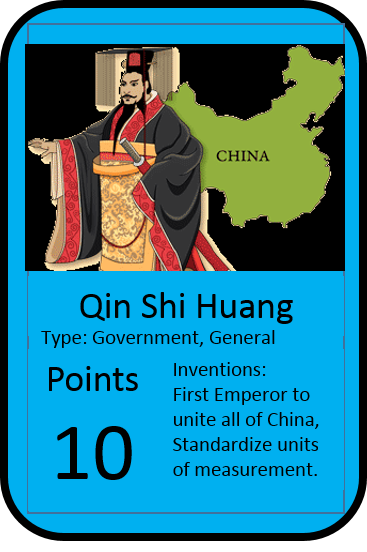 CHINA
Qin Shi Huang
Type: Government, General
Points
10
Inventions:
First Emperor to
unite all of China,
Standardize units
of measurement.